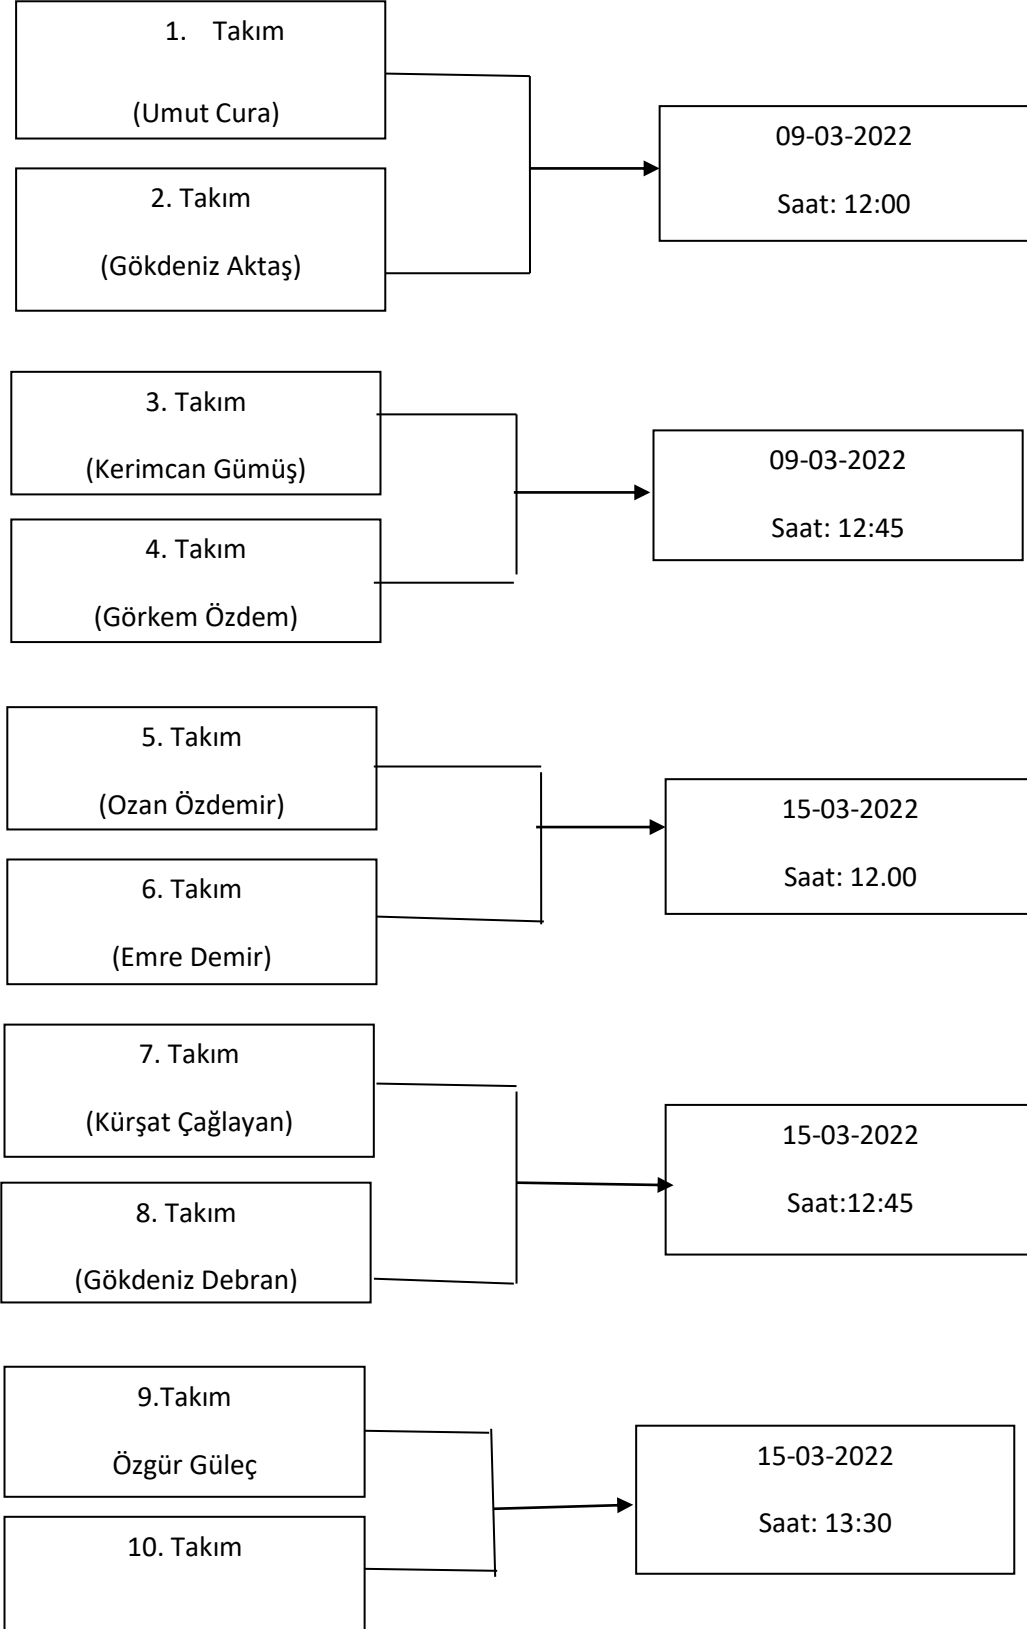 1. Takım
(Umut Cura)
09-03-2022
Saat: 12:00
2. Takım
(Gökdeniz Aktaş)
3. Takım
(Kerimcan Gümüş)
09-03-2022
Saat: 12:45
4. Takım
(Görkem Özdem)
5. Takım
(Ozan Özdemir)
15-03-2022
Saat: 12.00
6. Takım
(Emre Demir)
7. Takım
(Kürşat Çağlayan)
15-03-2022
Saat:12:45
8. Takım
(Gökdeniz Debran)
9.Takım
Özgür Güleç
15-03-2022
Saat: 13:30
10. Takım